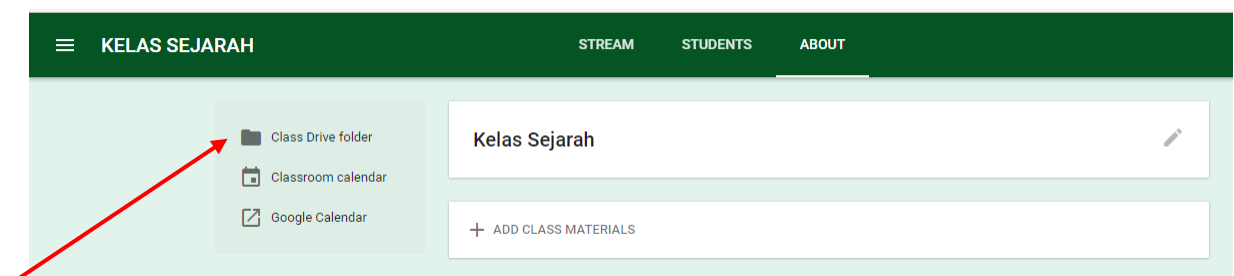 KELAS SEJARAH STREAM STUDENTS ABOUT
Class Drive folder
Classroom calendar
Google Calendar
Kelas Sejarah
ADD CLASS MATERIALS